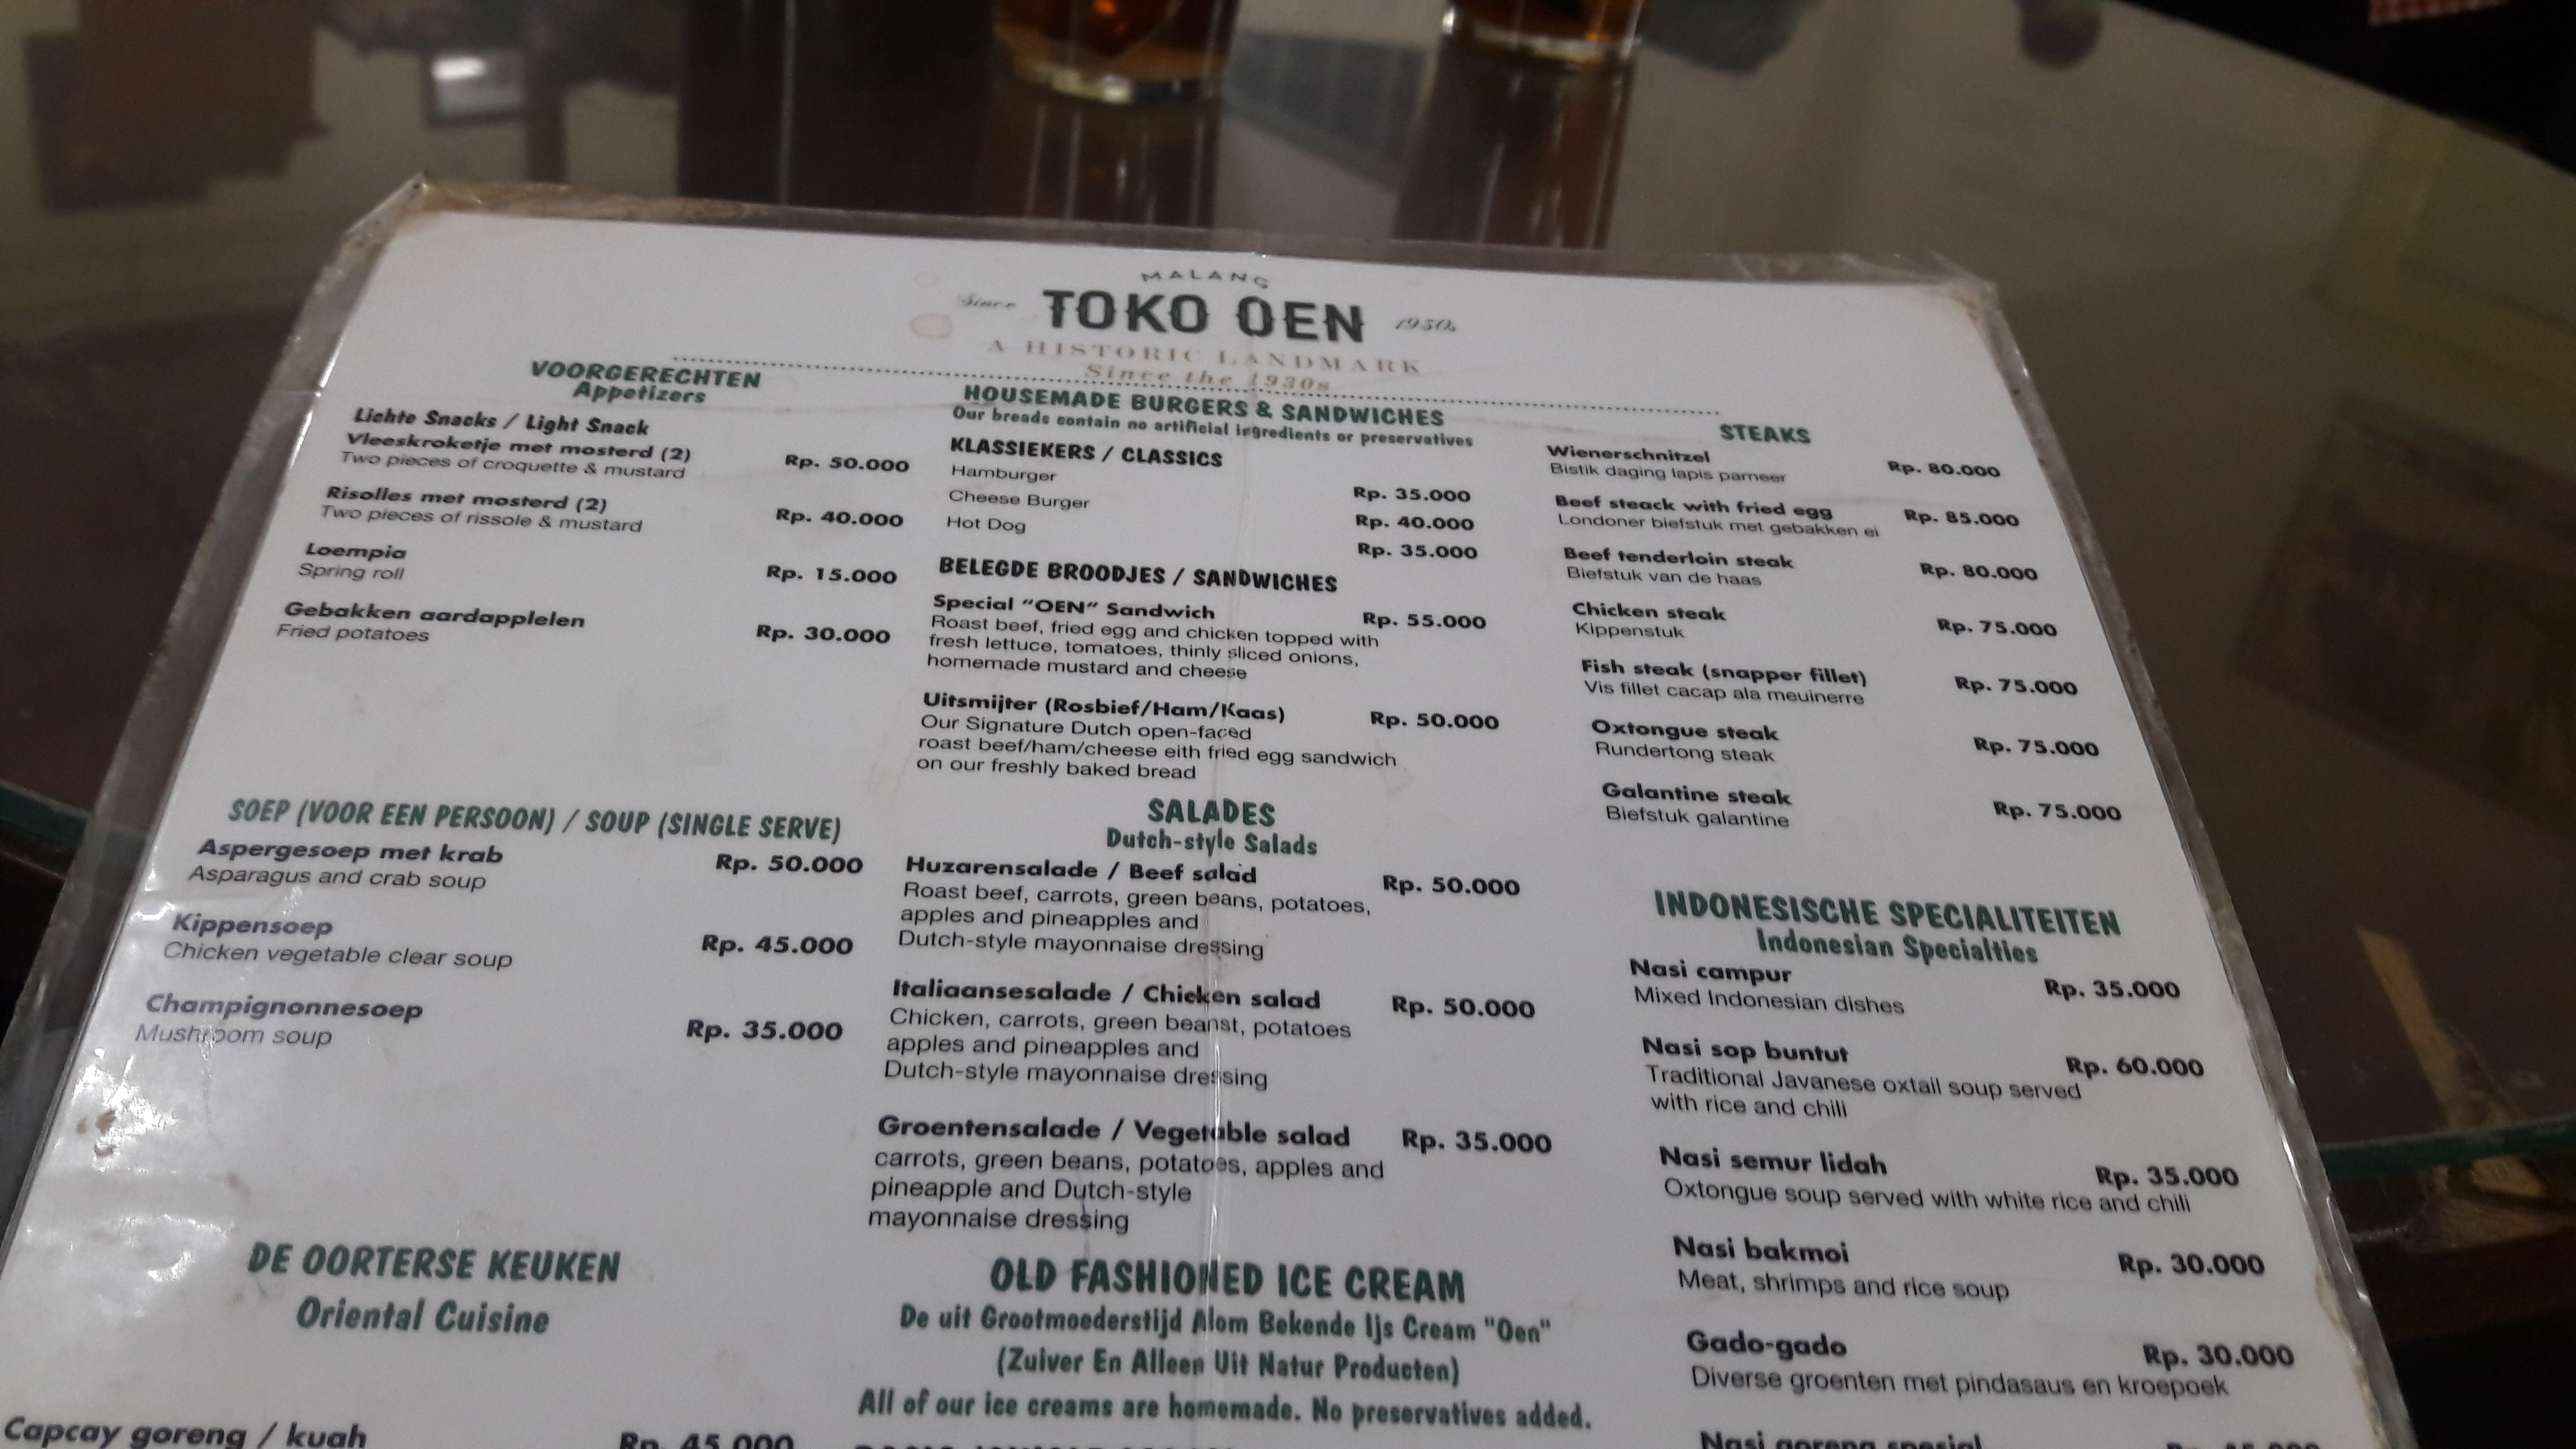 MALANG
Since TOKO OEN 1930s
A HISTORIC LANDMARK
Since the 1930s
VOORGERECHTEN
Appetizers
Lichte Snacks / Light Snack
Vleeskroketje met mosterd (2)
Two pieces of croquette & mustard Rp. 50.000
Risolles met mosterd (2)
Two pieces of rissole & mustard Rp. 40.000
Loempia
Spring roll Rp. 15.000
Gebakken aardapplelen
Fried potatoes Rp. 30.000
SOEP (VOOR EEN PERSOON) / SOUP (SINGLE SERVE)
Aspergesoep met krab Rp. 50.000
Asparagus and crab soup
Kippensoep
Chicken vegetable clear soup Rp. 45.000
Champignonnesoep
Mushroom soup Rp. 35.000
DE OORTERSE KEUKEN
Oriental Cuisine
Capcay goreng / kuah Rp. 45.000
HOUSEMADE BURGERS & SANDWICHES
Our breads contain no artificial ingredients or preservatives
KLASSIEKERS / CLASSICS
Hamburger Rp. 35.000
Cheese Burger Rp. 40.000
Hot Dog Rp. 35.000
BELEGDE BROODJES / SANDWICHES
Special "OEN" Sandwich Rp. 55.000
Roast beef, fried egg and chicken topped with
fresh lettuce, tomatoes, thinly sliced onions,
homemade mustard and cheese
Uitsmijter (Rosbief/Ham/Kaas) Rp. 50.000
Our Signature Dutch open-faced
roast beef/ham/cheese eith fried egg sandwich
on our freshly baked bread
SALADES
Dutch-style Salads
Huzarensalade / Beef salad Rp. 50.000
Roast beef, carrots, green beans, potatoes,
apples and pineapples and
Dutch-style mayonnaise dressing
Italiaansesalade / Chicken salad Rp. 50.000
Chicken, carrots, green beanst, potatoes
apples and pineapples and
Dutch-style mayonnaise dressing
Groentensalade / Vegetable salad Rp. 35.000
carrots, green beans, potatoes, apples and
pineapple and Dutch-style
mayonnaise dressing
OLD FASHIONED ICE CREAM
De uit Grootmoederstijd Alom Bekende Ijs Cream "Oen"
(Zuiver En Alleen Uit Natur Producten)
All of our ice creams are homemade. No preservatives added.
STEAKS
Wienerschnitzel Rp. 80.000
Bistik daging lapis parneer
Beef steack with fried egg Rp. 85.000
Londoner biefstuk met gebakken ei
Beef tenderloin steak Rp. 80.000
Biefstuk van de haas
Chicken steak Rp. 75.000
Kippenstuk
Fish steak (snapper fillet) Rp. 75.000
Vis fillet cacap ala meuinerre
Oxtongue steak Rp. 75.000
Rundertong steak
Galantine steak Rp. 75.000
Biefstuk galantine
INDONESISCHE SPECIALITEITEN
Indonesian Specialties
Nasi campur Rp. 35.000
Mixed Indonesian dishes
Nasi sop buntut Rp. 60.000
Traditional Javanese oxtail soup served
with rice and chili
Nasi semur lidah Rp. 35.000
Oxtongue soup served with white rice and chili
Nasi bakmoi Rp. 30.000
Meat, shrimps and rice soup
Gado-gado Rp. 30.000
Diverse groenten met pindasaus en kroepoek
Nasi goreng spesial